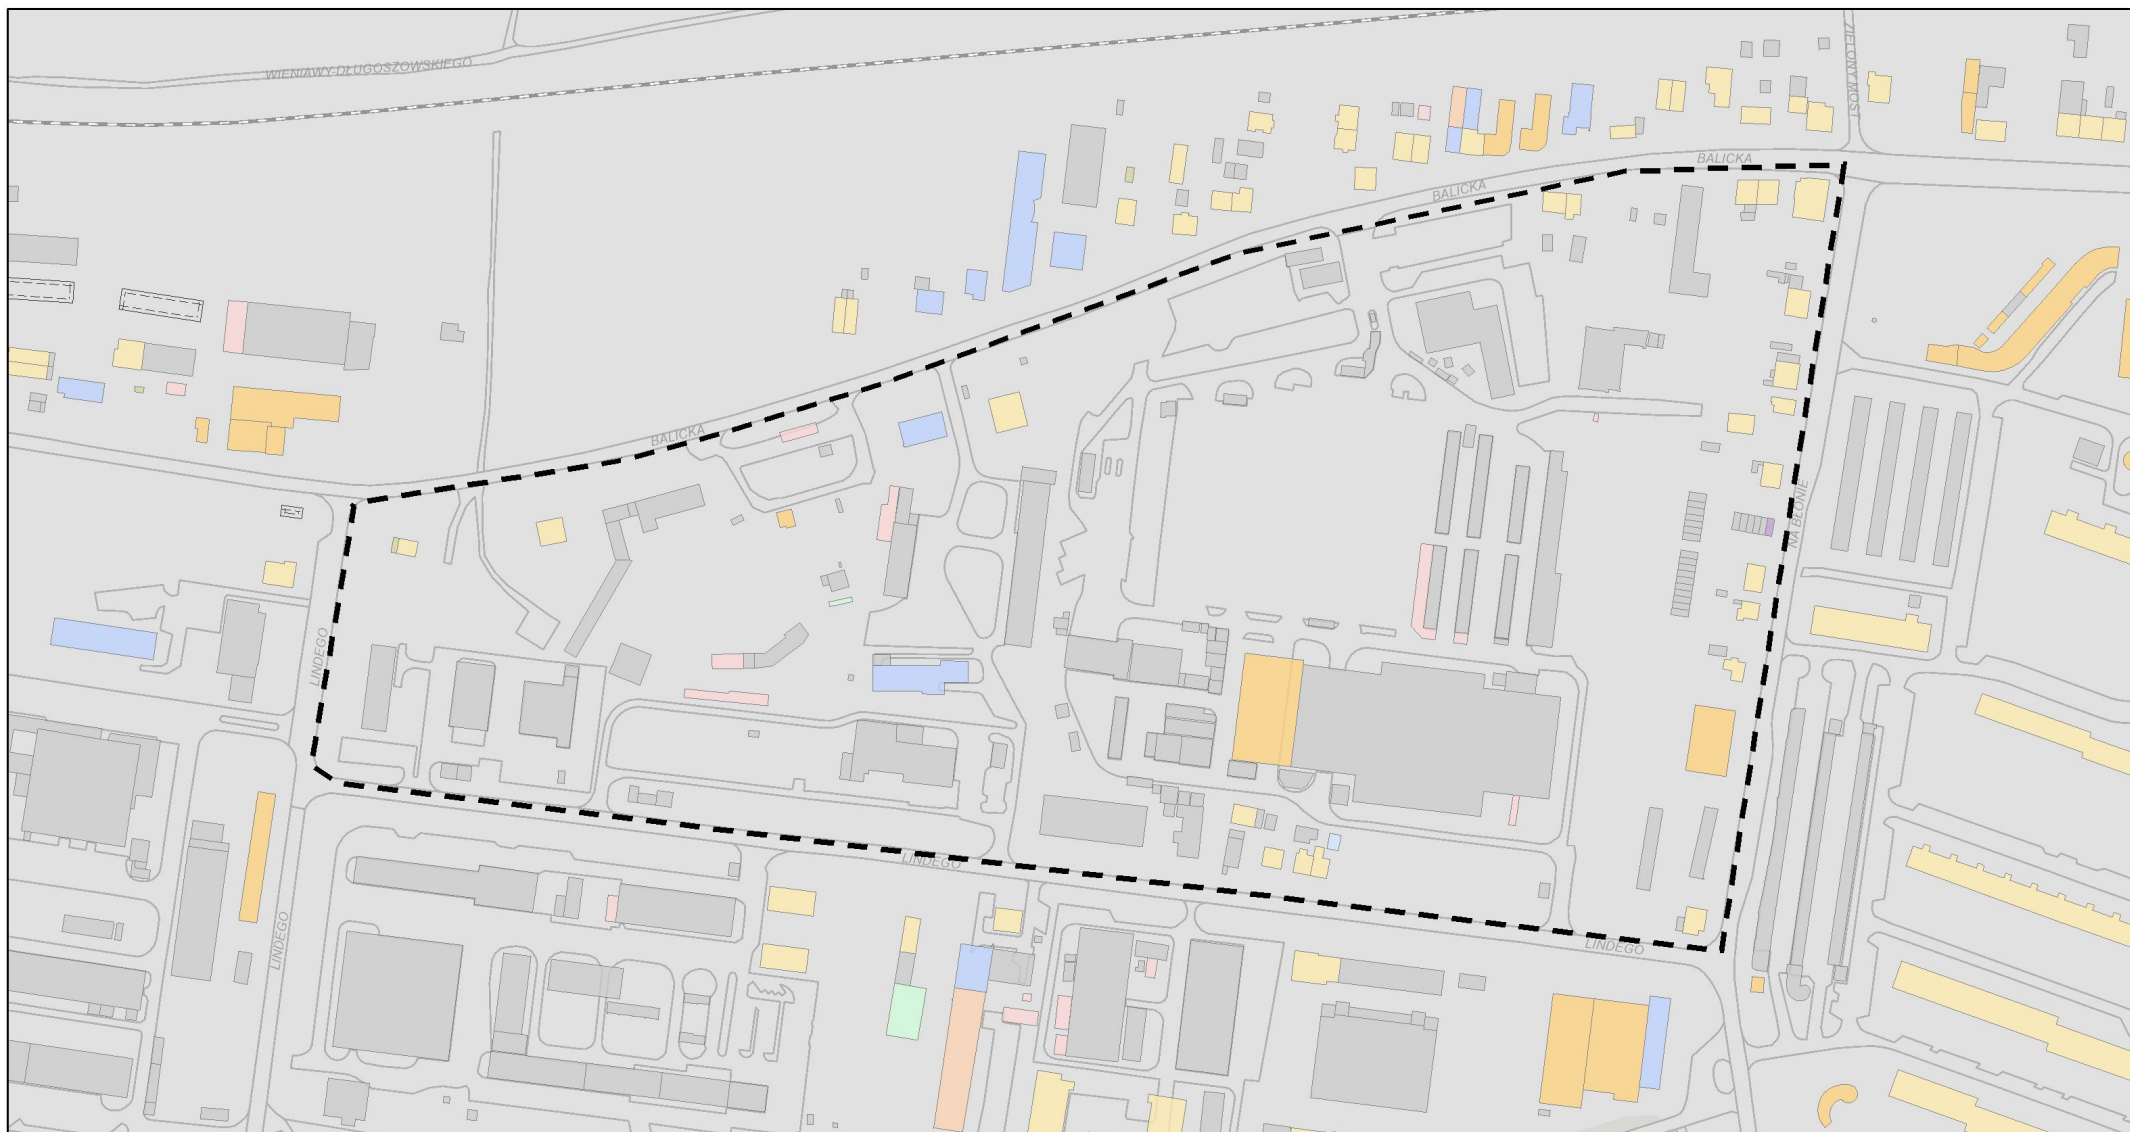 WIENIAWY-DŁUGOSZOWSKIEGO
ZIELONY MOST
BALICKA
BALICKA
BALICKA
NA BŁONIE
LINDEGO
LINDEGO
LINDEGO
LINDEGO